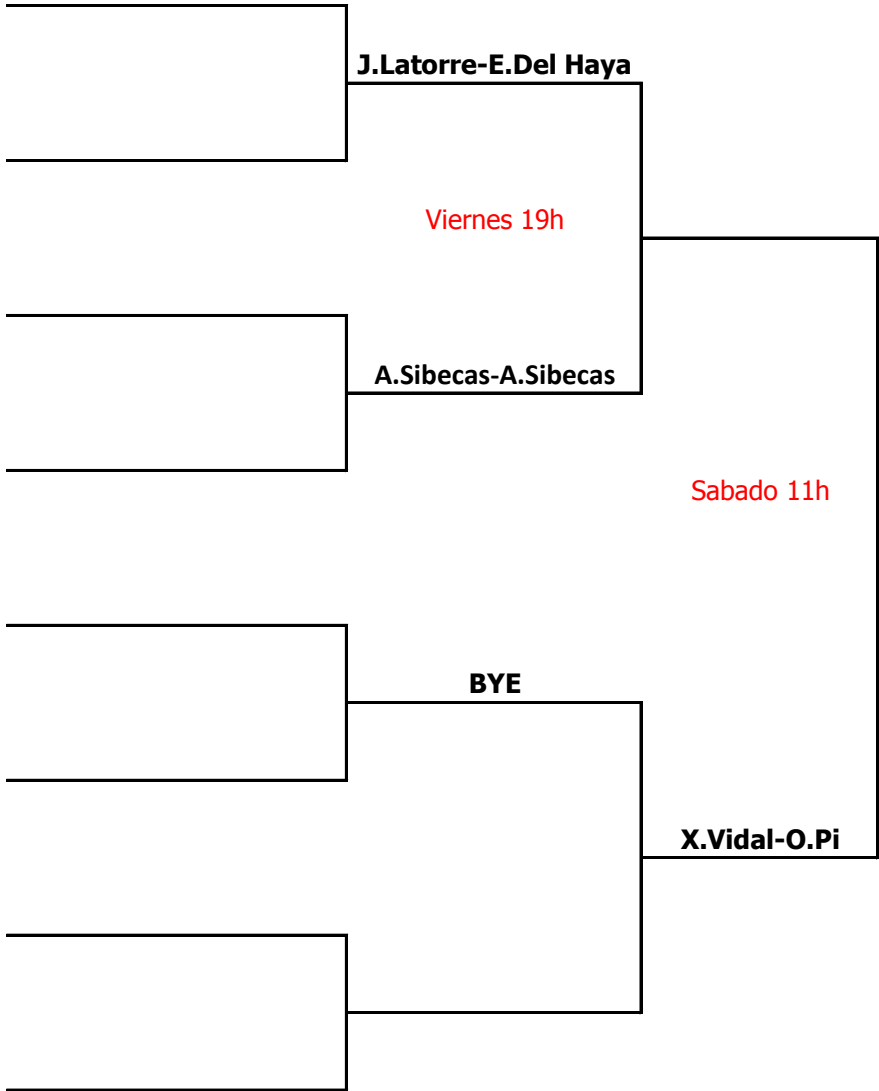 J.Latorre-E.Del Haya
Viernes 19h
A.Sibecas-A.Sibecas
Sabado 11h
BYE
X.Vidal-O.Pi